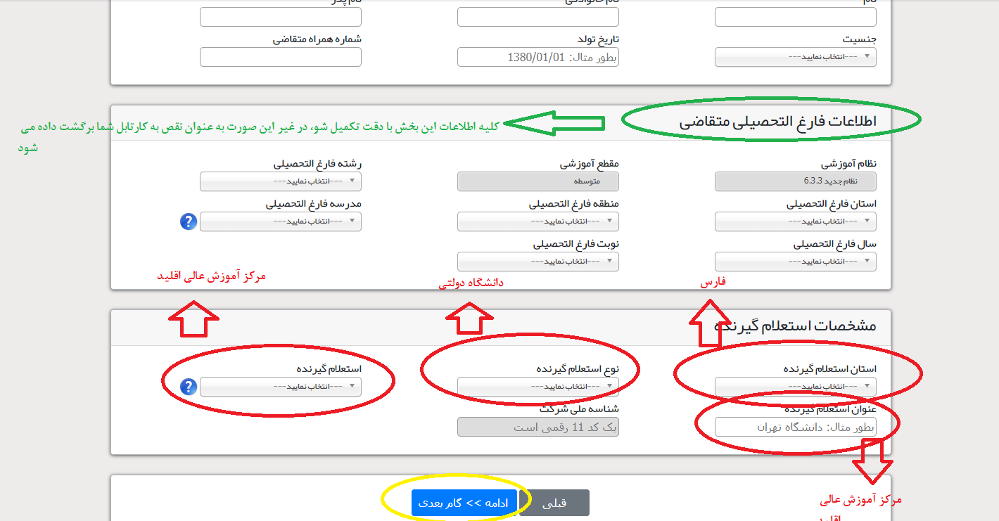 نام
نام خانوادگی
نام پدر
جنسیت
تاریخ تولد
شماره همراه متقاضی
---انتخاب نمایید---
بطور مثال: 1380/01/01
اطلاعات فارغ التحصیلی متقاضی
کلیه اطلاعات این بخش با دقت تکمیل شو، در غیر این صورت به عنوان نقص به کارتابل شما برگشت داده می
شود
نظام آموزشی
مقطع آموزشی
رشته فارغ التحصیلی
نظام جدید 6.3.3
متوسطه
---انتخاب نمایید---
استان فارغ التحصیلی
منطقه فارغ التحصیلی
مدرسه فارغ التحصیلی
---انتخاب نمایید---
---انتخاب نمایید---
---انتخاب نمایید---
?
سال فارغ التحصیلی
نوبت فارغ التحصیلی
---انتخاب نمایید---
---انتخاب نمایید---
فارس
دانشگاه دولتی
مرکز آموزش عالی اقلید
مشخصات استعلام گیرنده
استان استعلام گیرنده
نوع استعلام گیرنده
استعلام گیرنده
---انتخاب نمایید---
---انتخاب نمایید---
---انتخاب نمایید---
?
عنوان استعلام گیرنده
شناسه ملی شرکت
بطور مثال: دانشگاه تهران
یک کد 11 رقمی است
مرکز آموزش عالی
اقلید
قبلی
ادامه >> گام بعدی